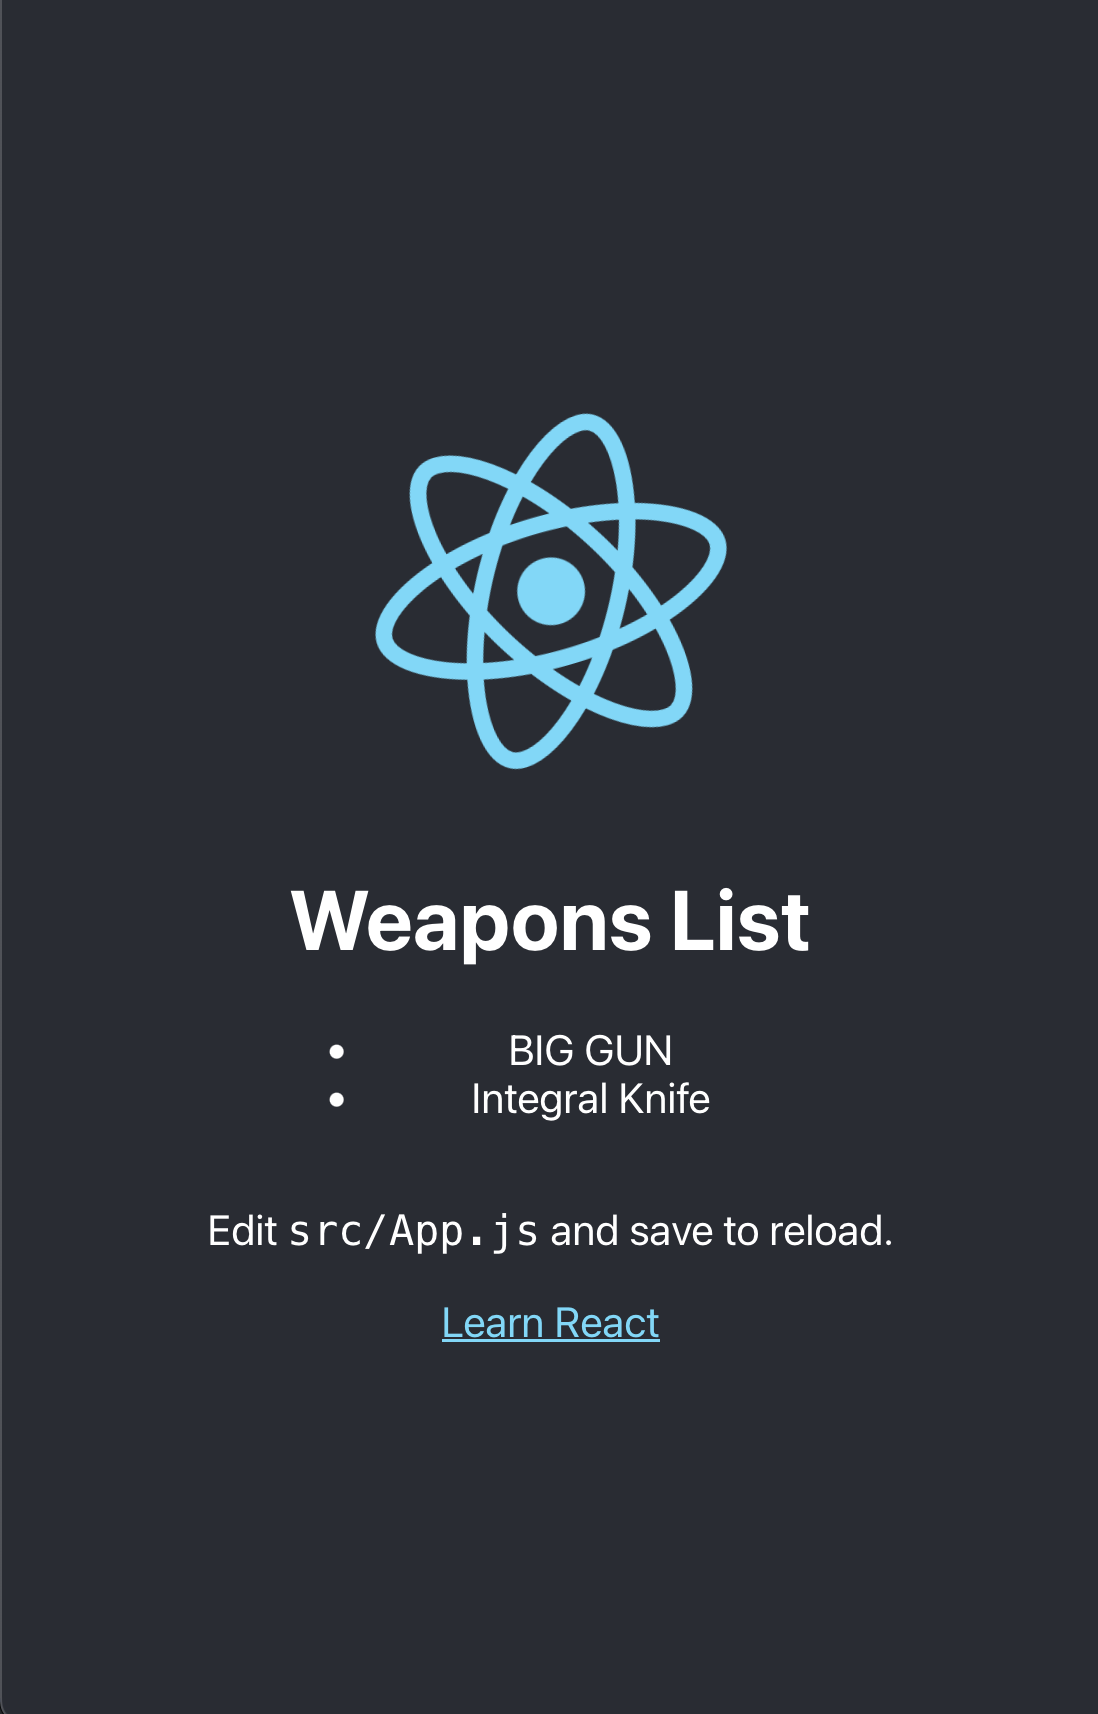 Weapons List
BIG GUN
Integral Knife
Edit src/App.js and save to reload.
Learn React